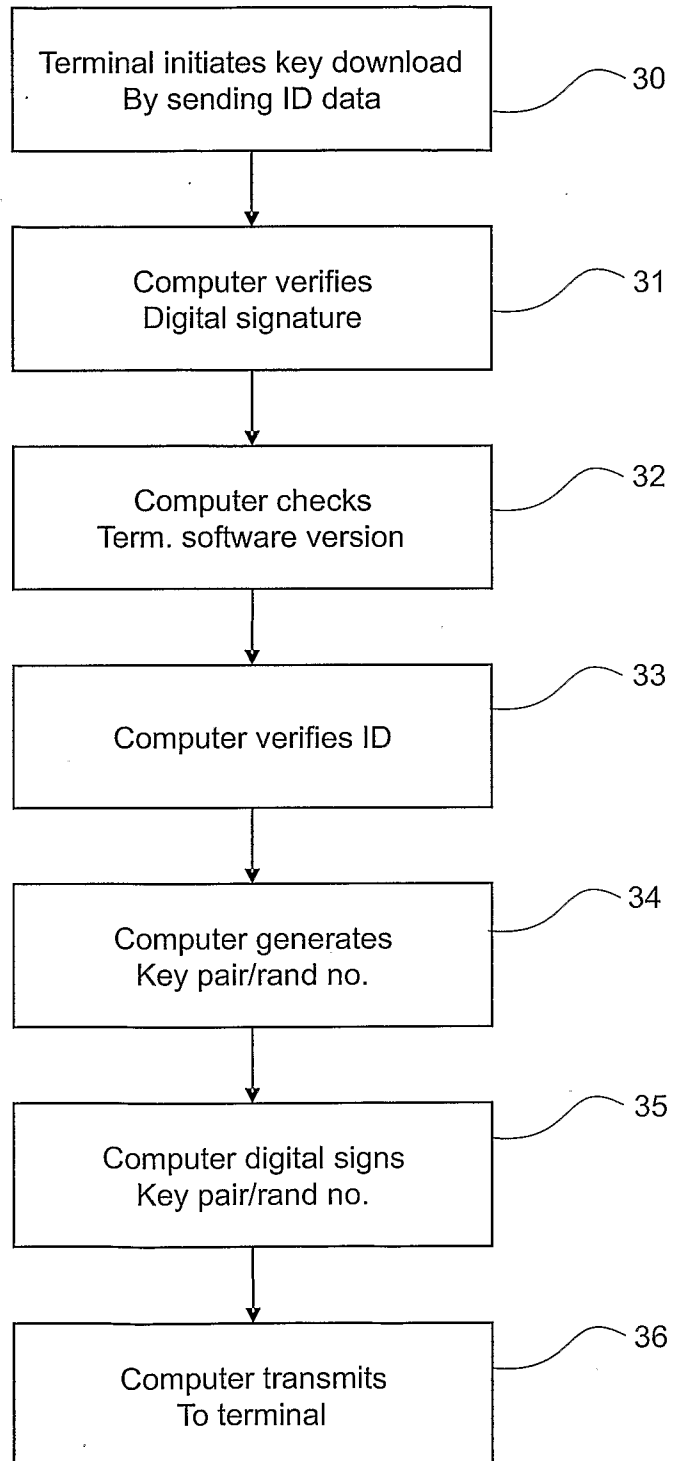 Terminal initiates key download
By sending ID data
30
Computer verifies
Digital signature
31
Computer checks
Term. software version
32
Computer verifies ID
33
Computer generates
Key pair/rand no.
34
Computer digital signs
Key pair/rand no.
35
Computer transmits
To terminal
36